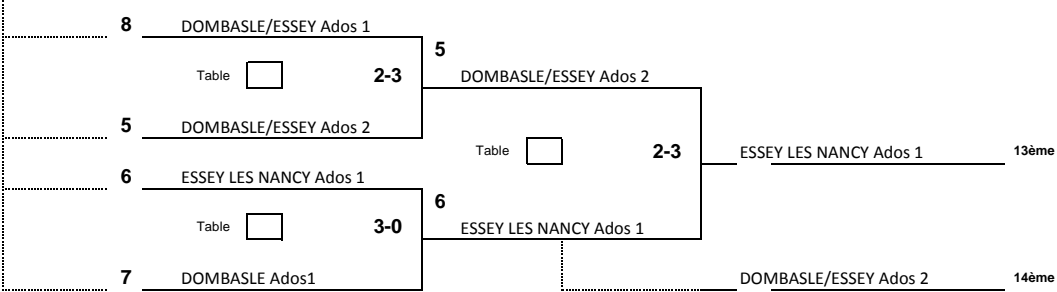 8 DOMBASLE/ESSEY Ados 1
5
Table 2-3
DOMBASLE/ESSEY Ados 2
5 DOMBASLE/ESSEY Ados 2
Table 2-3
ESSEY LES NANCY Ados 1 13ème
6 ESSEY LES NANCY Ados 1
6
Table 3-0
ESSEY LES NANCY Ados 1
7 DOMBASLE Ados1
DOMBASLE/ESSEY Ados 2 14ème